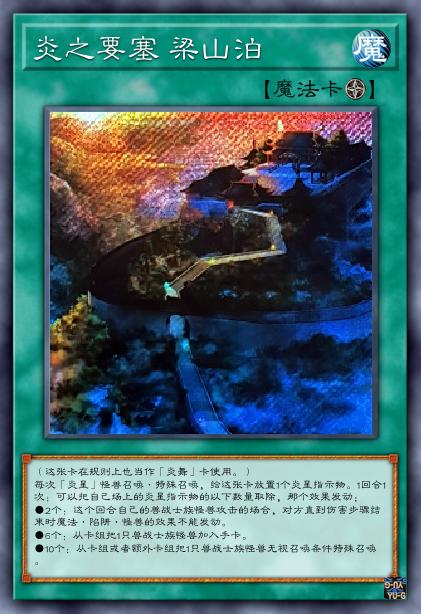 炎之要塞 梁山泊
魔
【魔法卡】
（这张卡在规则上也当作「炎舞」卡使用。）
每次「炎星」怪兽召唤·特殊召唤，给这张卡放置1个炎星指示物。1回合1
次：可以把自己场上的炎星指示物的以下数量取除，那个效果发动；
●2个：这个回合自己的兽战士族怪兽攻击的场合，对方直到伤害步骤结
束时魔法·陷阱·怪兽的效果不能发动。
●6个：从卡组把1只兽战士族怪兽加入手卡。
●10个：从卡组或者额外卡组把1只兽战士族怪兽无视召唤条件特殊召唤
。